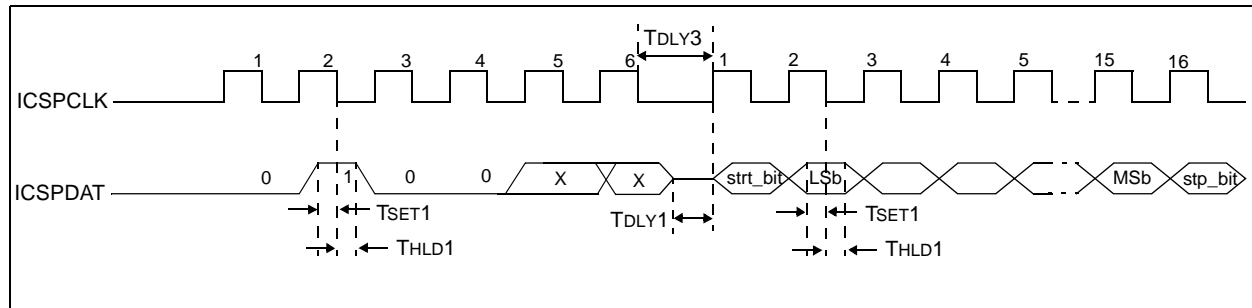 TDLY3
1 2 3 4 5 6 1 2 3 4 5 15 16
ICSPCLK
ICSPDAT
0 1 0 0 X X strt_bit LSb MSb stp_bit
TSET1 TDLY1 TSET1
THLD1 THLD1